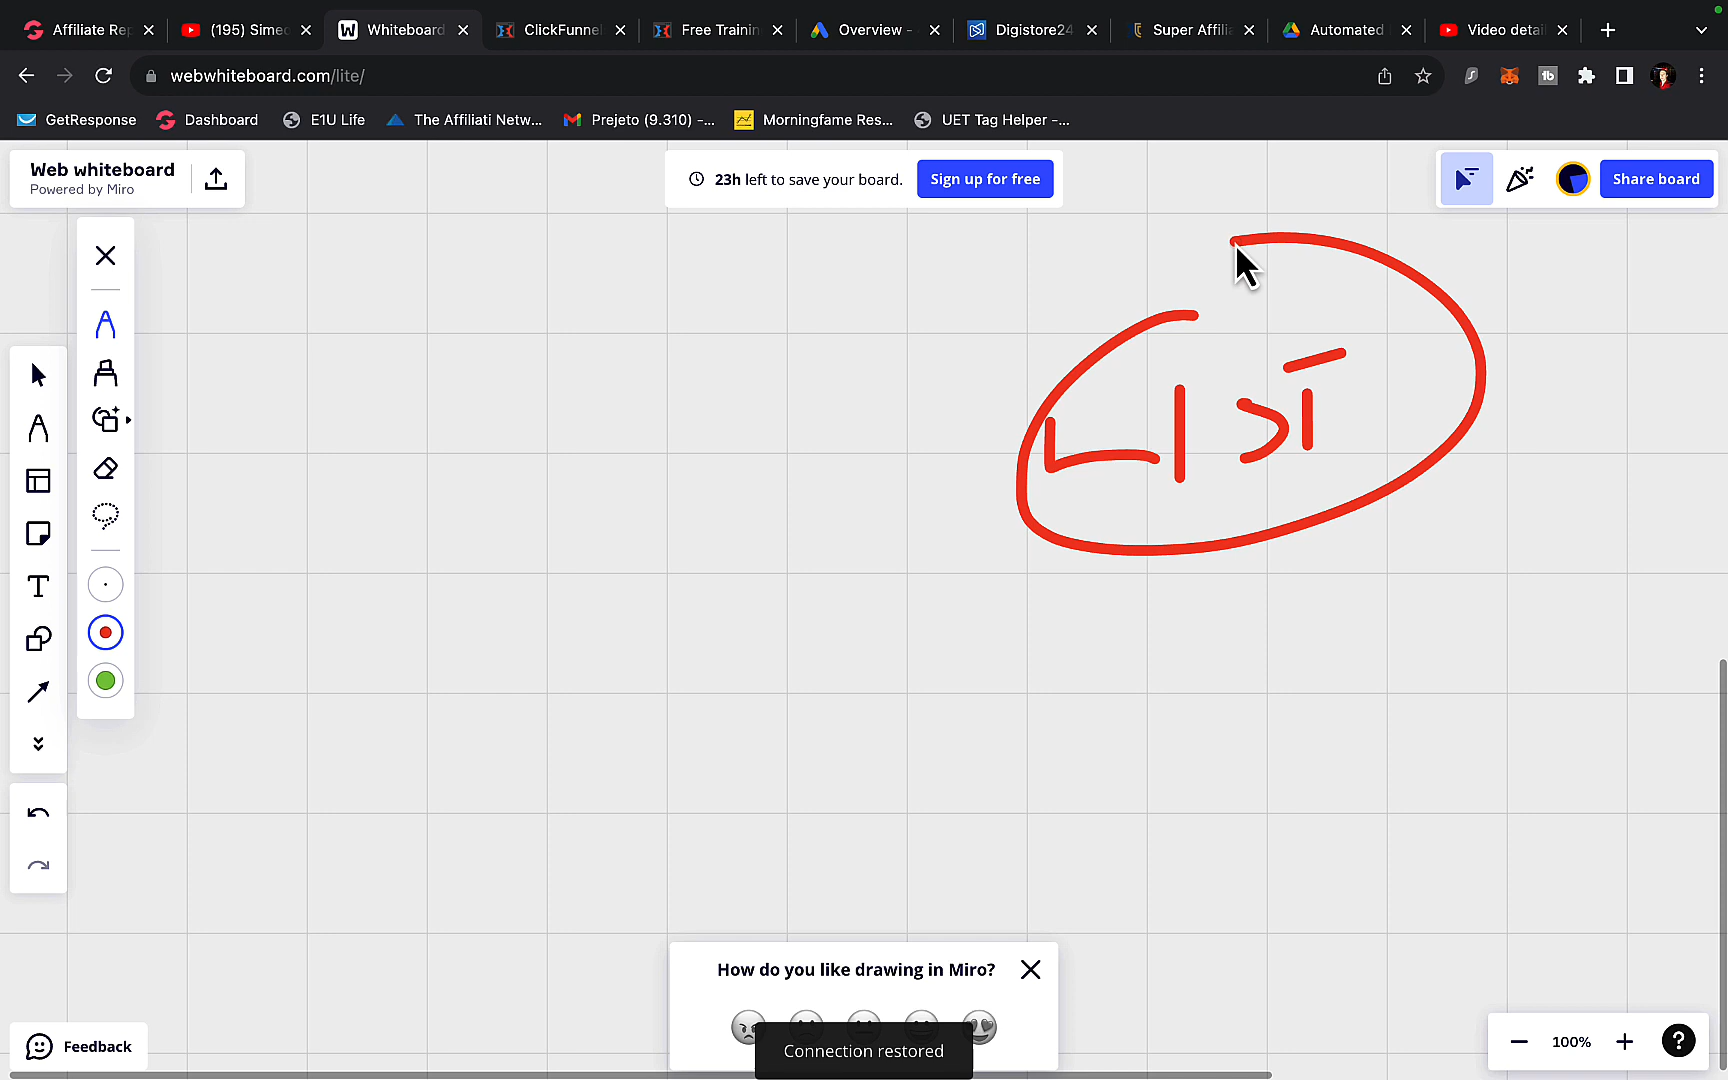 Affiliate Rep
(195) Simeo
Whiteboard
ClickFunnel
Free Trainin
Overview -
Digistore24
Super Affilia
Automated
Video detai
webwhiteboard.com/lite/
GetResponse
Dashboard
E1U Life
The Affiliati Netw...
Prejeto (9.310) -...
Morningfame Res...
UET Tag Helper -...
Web whiteboard
Powered by Miro
23h left to save your board.
Sign up for free
Share board
LIST
How do you like drawing in Miro?
Connection restored
Feedback
100%